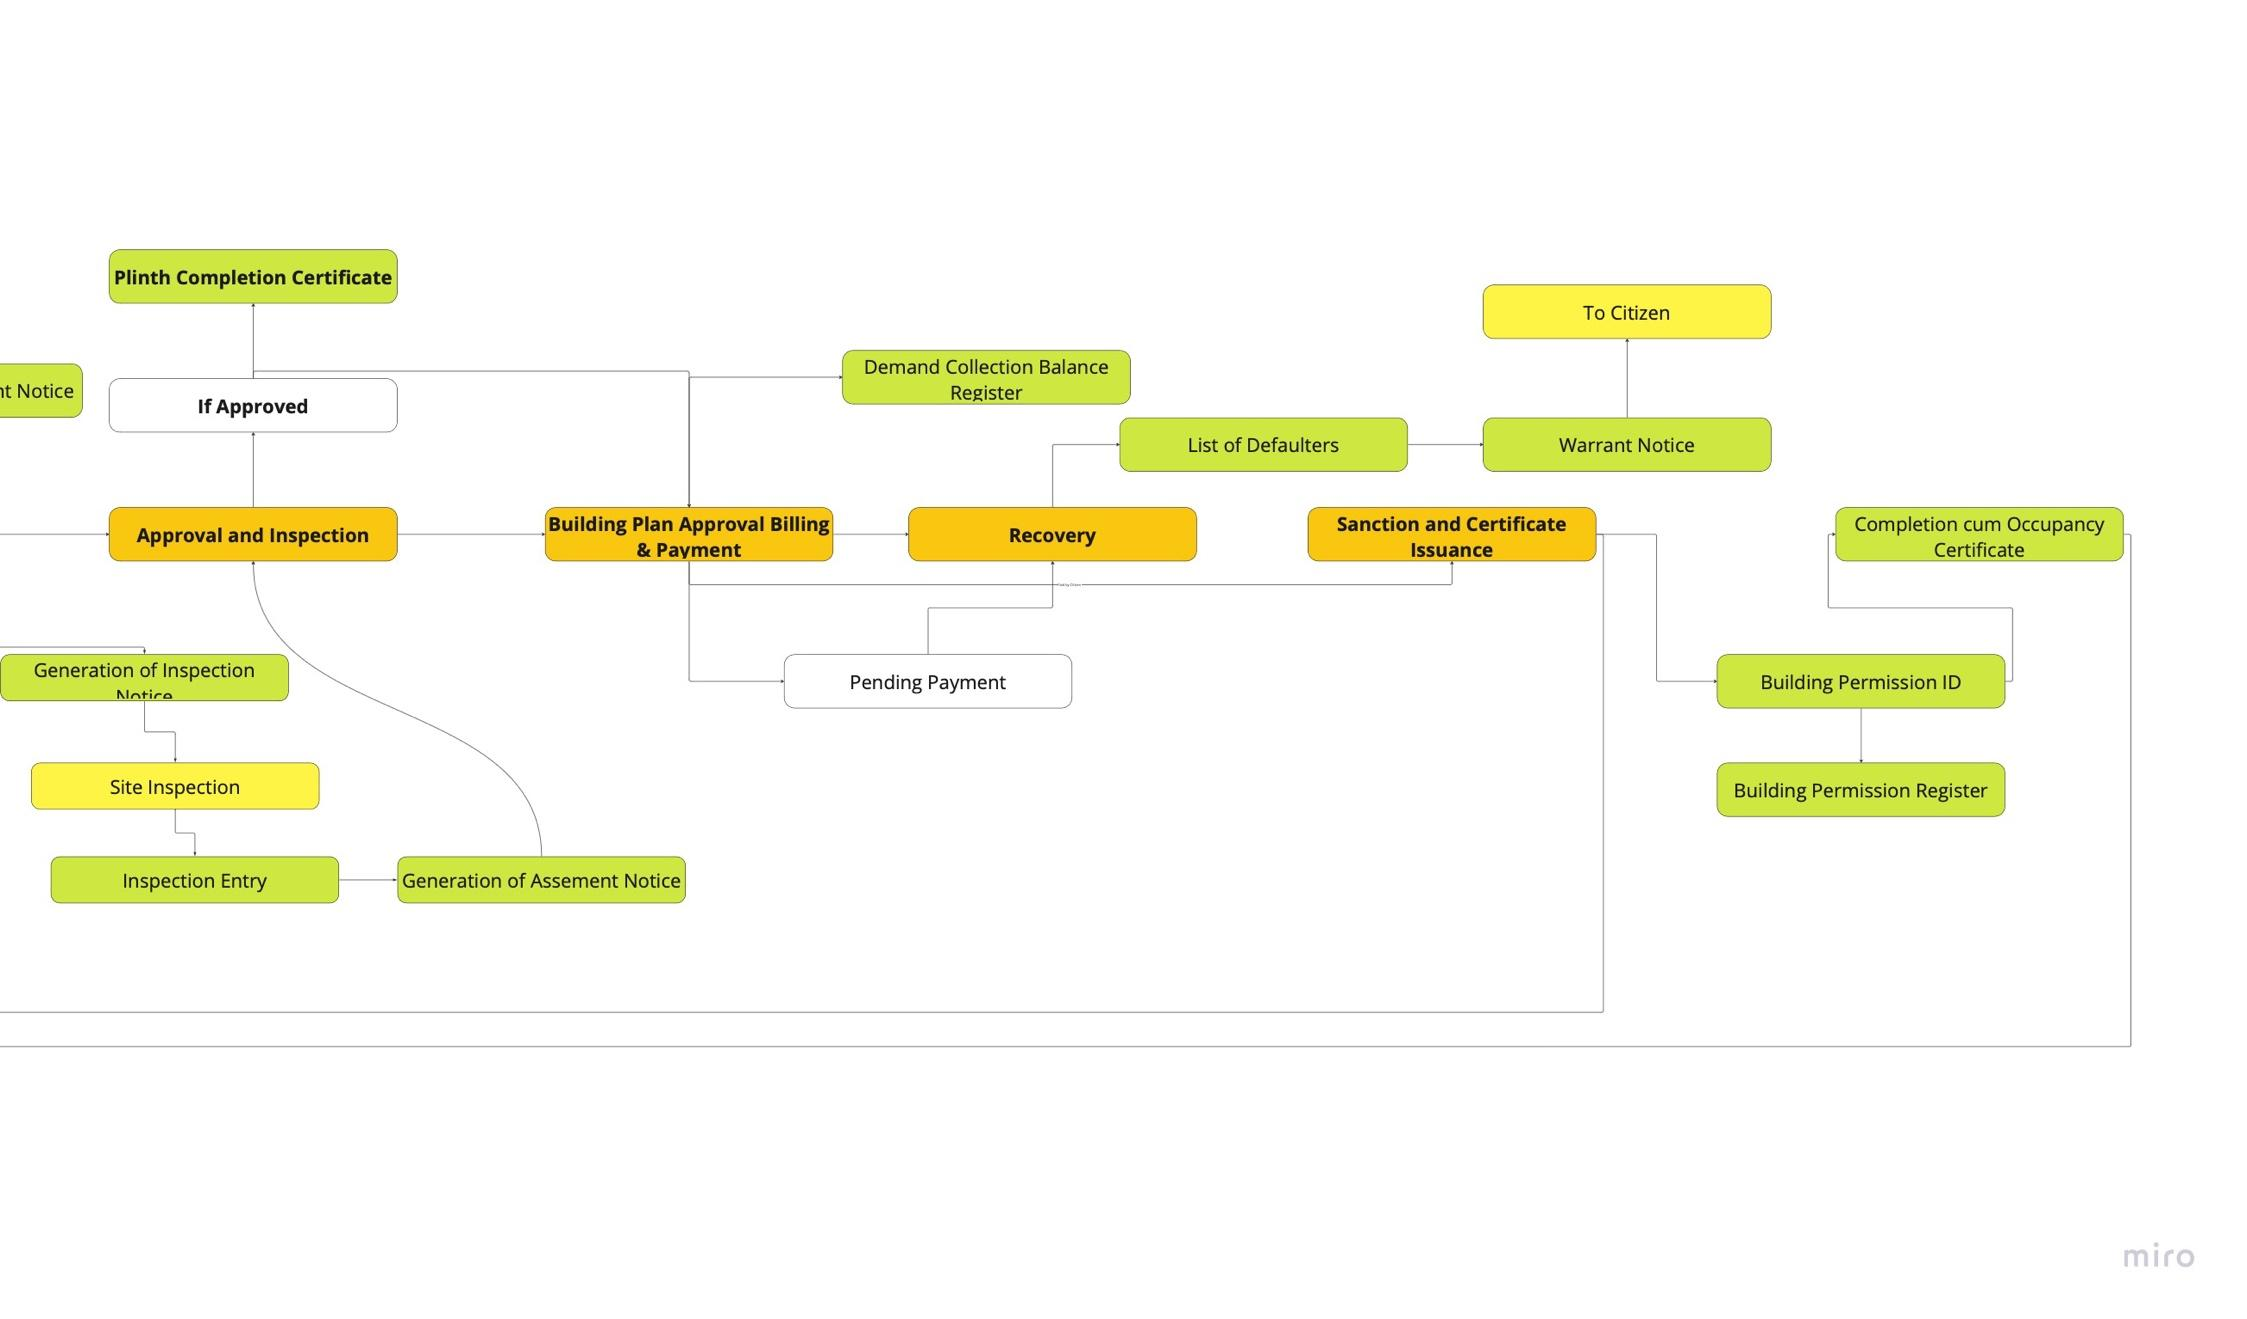 Plinth Completion Certificate
To Citizen
nt Notice
If Approved
Demand Collection Balance
Register
List of Defaulters
Warrant Notice
Approval and Inspection
Building Plan Approval Billing
& Payment
Recovery
Sanction and Certificate
Issuance
Completion cum Occupancy
Certificate
Generation of Inspection
Notice
Pending Payment
Building Permission ID
Site Inspection
Building Permission Register
Inspection Entry
Generation of Assement Notice
miro